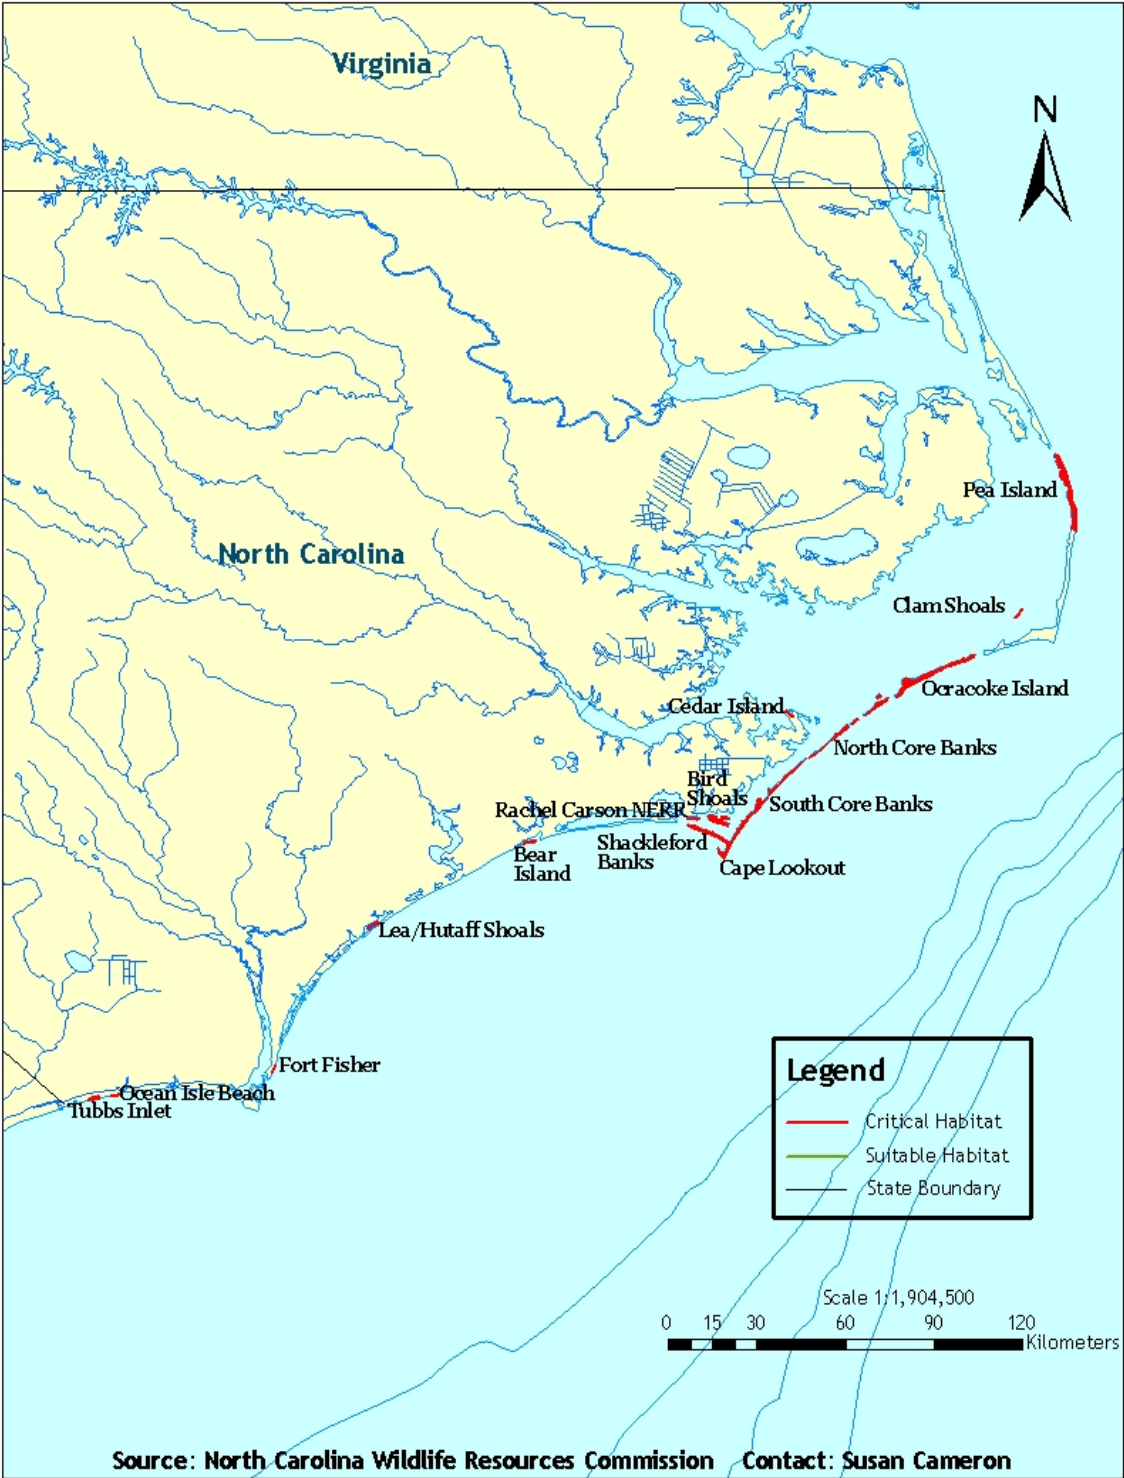 Virginia
N
Pea Island
North Carolina
Clam Shoals
Ocracoke Island
Cedar Island
North Core Banks
Bird
Shoals
South Core Banks
Rachel Carson NERR
Shackleford
Banks
Bear
Island
Cape Lookout
Lea/Hutaff Shoals
Fort Fisher
Ocean Isle Beach
Tubbs Inlet
Legend
Critical Habitat
Suitable Habitat
State Boundary
Scale 1:1,904,500
0 15 30 60 90 120
Kilometers
Source: North Carolina Wildlife Resources Commission Contact: Susan Cameron